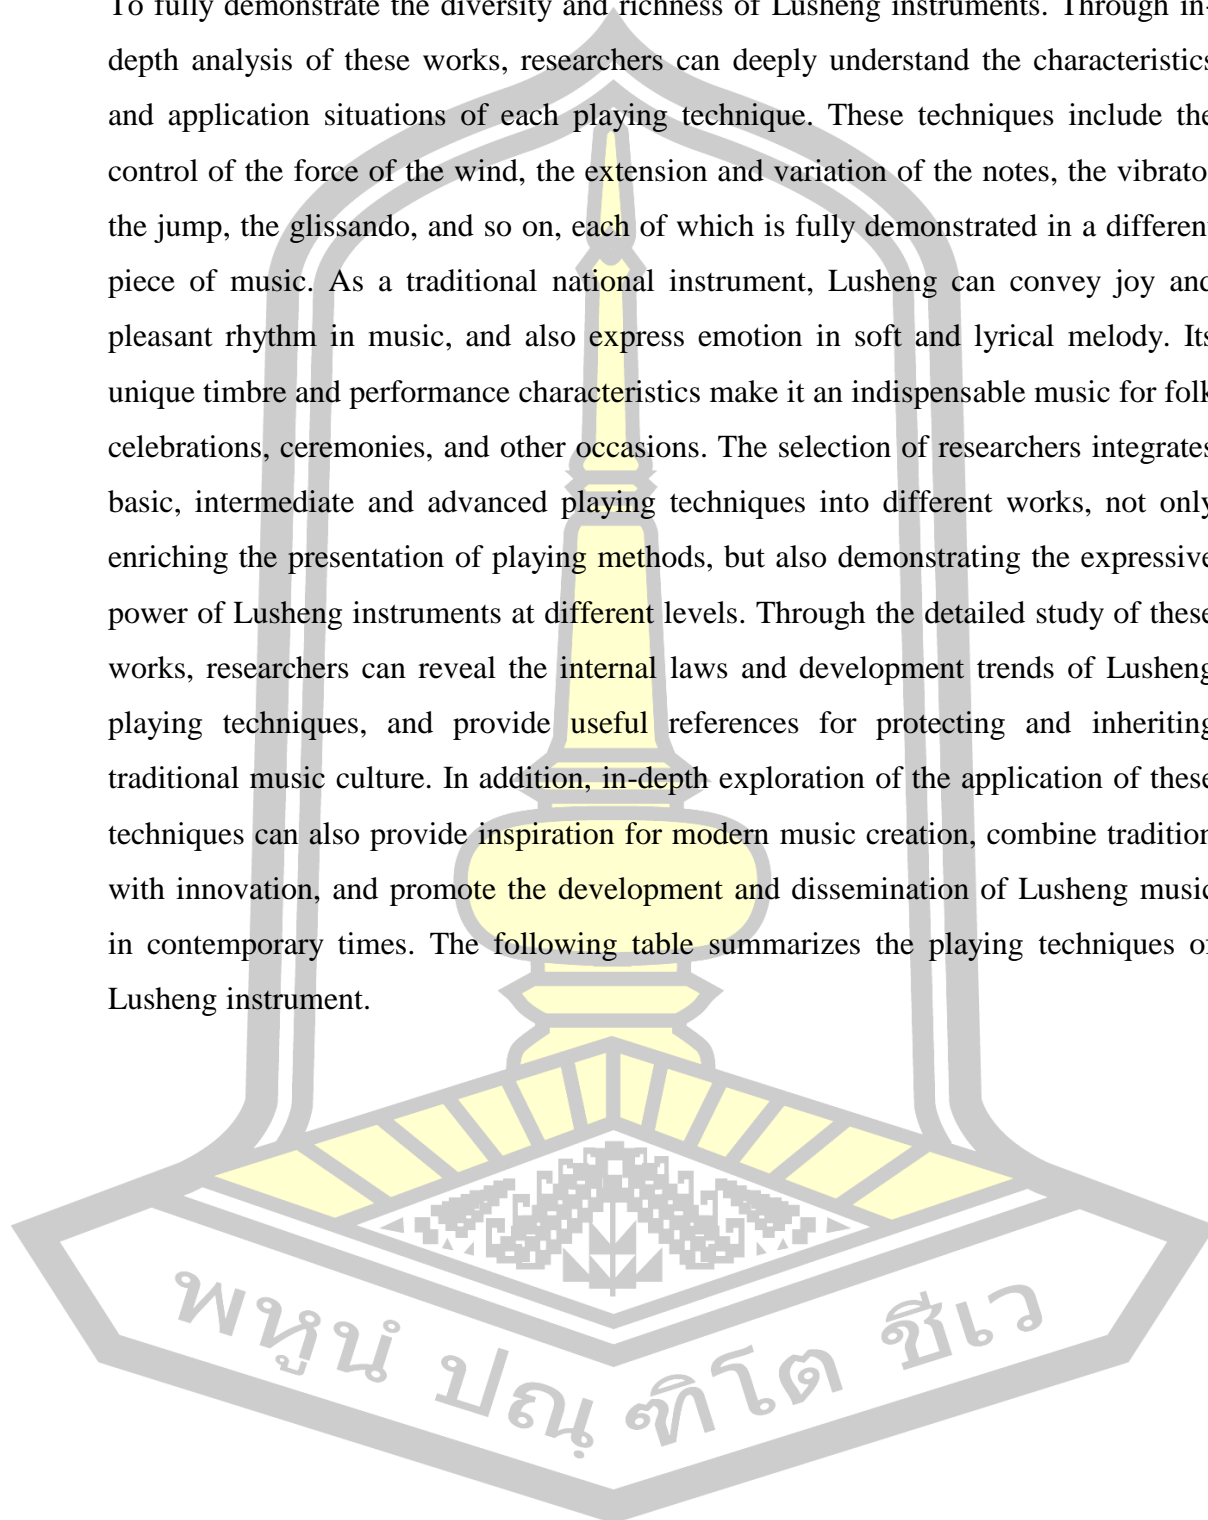 To fully demonstrate the diversity and richness of Lusheng instruments. Through in-
depth analysis of these works, researchers can deeply understand the characteristics
and application situations of each playing technique. These techniques include the
control of the force of the wind, the extension and variation of the notes, the vibrato
the jump, the glissando, and so on, each of which is fully demonstrated in a different
piece of music. As a traditional national instrument, Lusheng can convey joy and
pleasant rhythm in music, and also express emotion in soft and lyrical melody. Its
unique timbre and performance characteristics make it an indispensable music for folk
celebrations, ceremonies, and other occasions. The selection of researchers integrates
basic, intermediate and advanced playing techniques into different works, not only
enriching the presentation of playing methods, but also demonstrating the expressive
power of Lusheng instruments at different levels. Through the detailed study of these
works, researchers can reveal the internal laws and development trends of Lusheng
playing techniques, and provide useful references for protecting and inheriting
traditional music culture. In addition, in-depth exploration of the application of these
techniques can also provide inspiration for modern music creation, combine tradition
with innovation, and promote the development and dissemination of Lusheng music
in contemporary times. The following table summarizes the playing techniques of
Lusheng instrument.
พหูนํ ปณฺฑิโต ชีเว